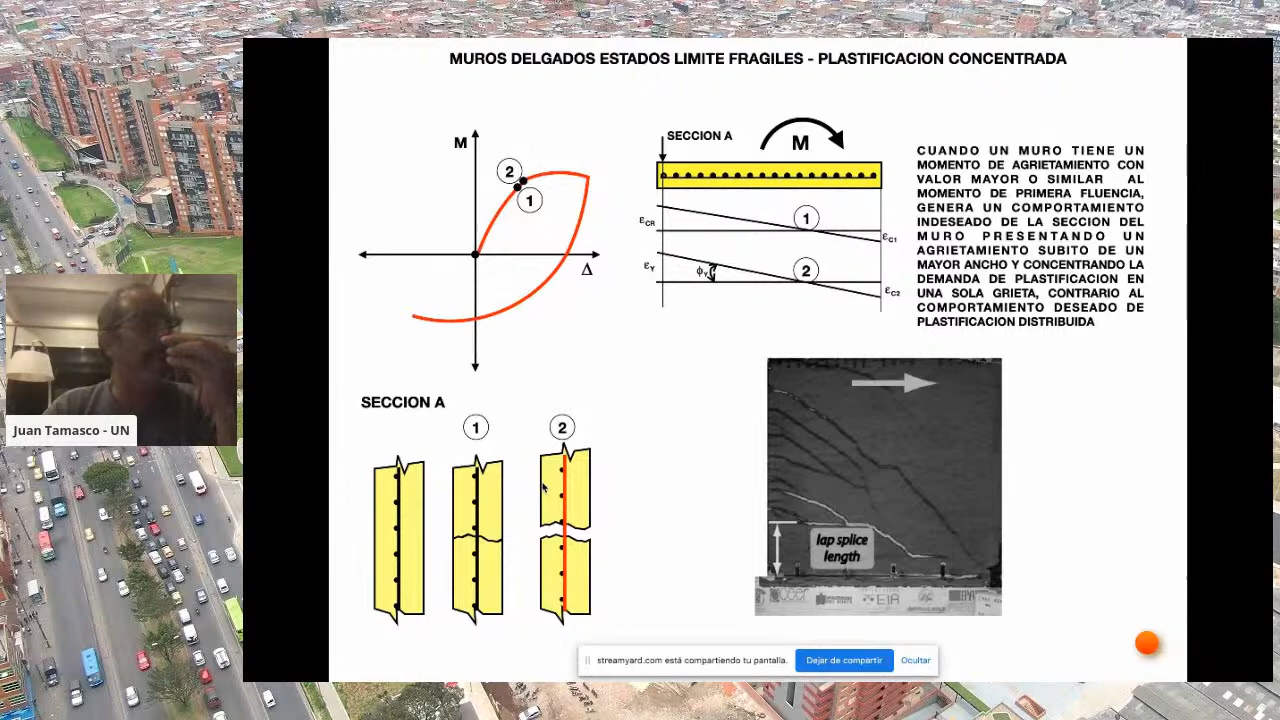 MUROS DELGADOS ESTADOS LIMITE FRAGILES - PLASTIFICACION CONCENTRADA
M
2
1
Δ
SECCION A
M
εCR
1
εC1
εY
ϕY
2
εC2
CUANDO UN MURO TIENE UN
MOMENTO DE AGRIETAMIENTO CON
VALOR MAYOR O SIMILAR AL
MOMENTO DE PRIMERA FLUENCIA,
GENERA UN COMPORTAMIENTO
INDESEADO DE LA SECCION DEL
MURO PRESENTANDO UN
AGRIETAMIENTO SUBITO DE UN
MAYOR ANCHO Y CONCENTRANDO LA
DEMANDA DE PLASTIFICACION EN
UNA SOLA GRIETA, CONTRARIO AL
COMPORTAMIENTO DESEADO DE
PLASTIFICACION DISTRIBUIDA
SECCION A
1
2
lap splice
length
EIA
Juan Tamasco - UN
streamyard.com está compartiendo tu pantalla.
Dejar de compartir
Ocultar